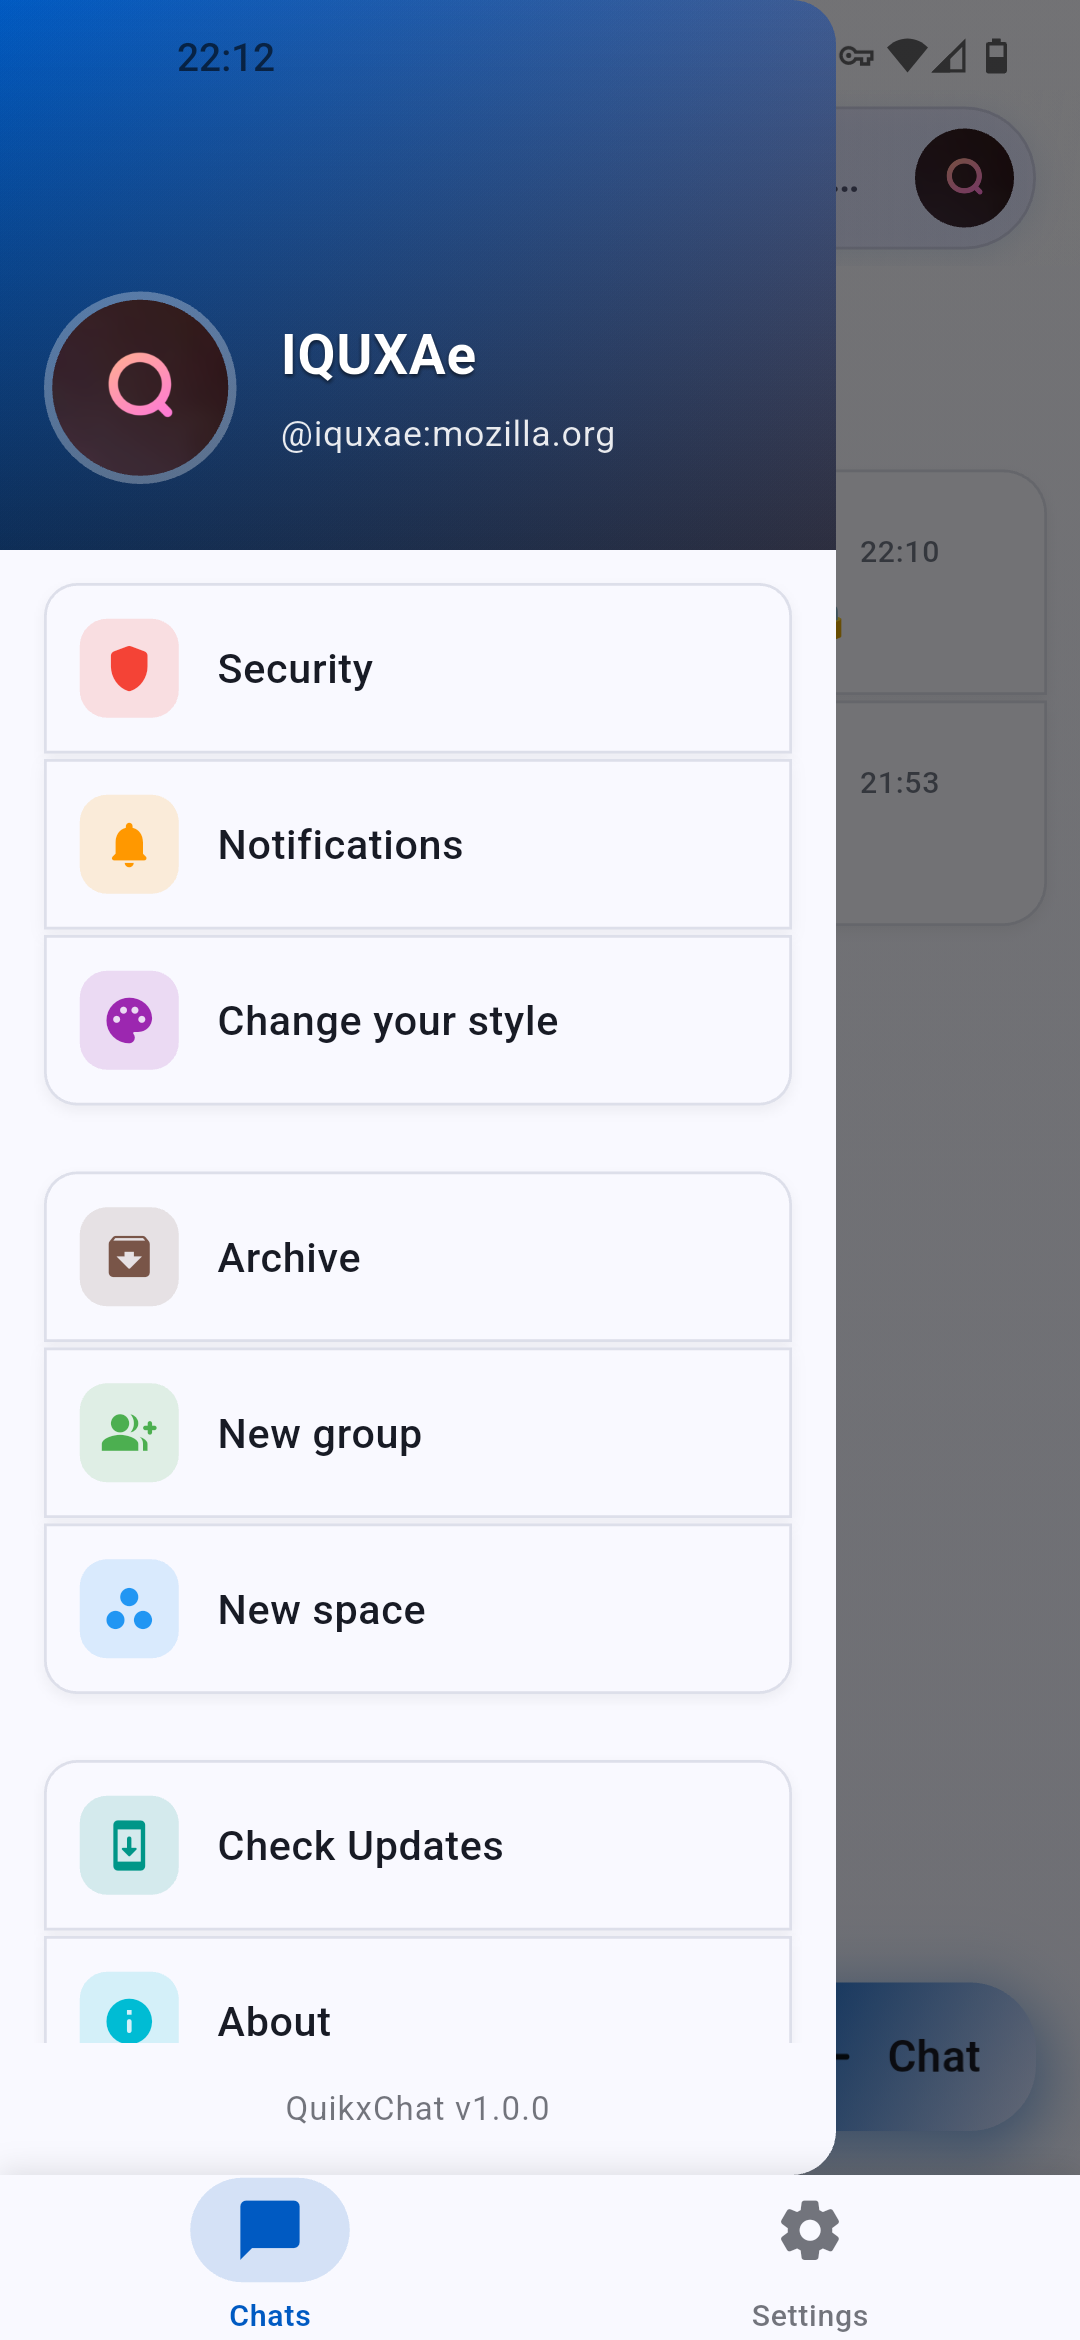 22:12
...
IQUXAe
@iquxae:mozilla.org
22:10
Security
21:53
Notifications
Change your style
Archive
New group
New space
Check Updates
About
Chat
QuikxChat v1.0.0
Chats
Settings